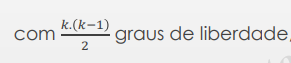 com k.(k−1)/2 graus de liberdade,